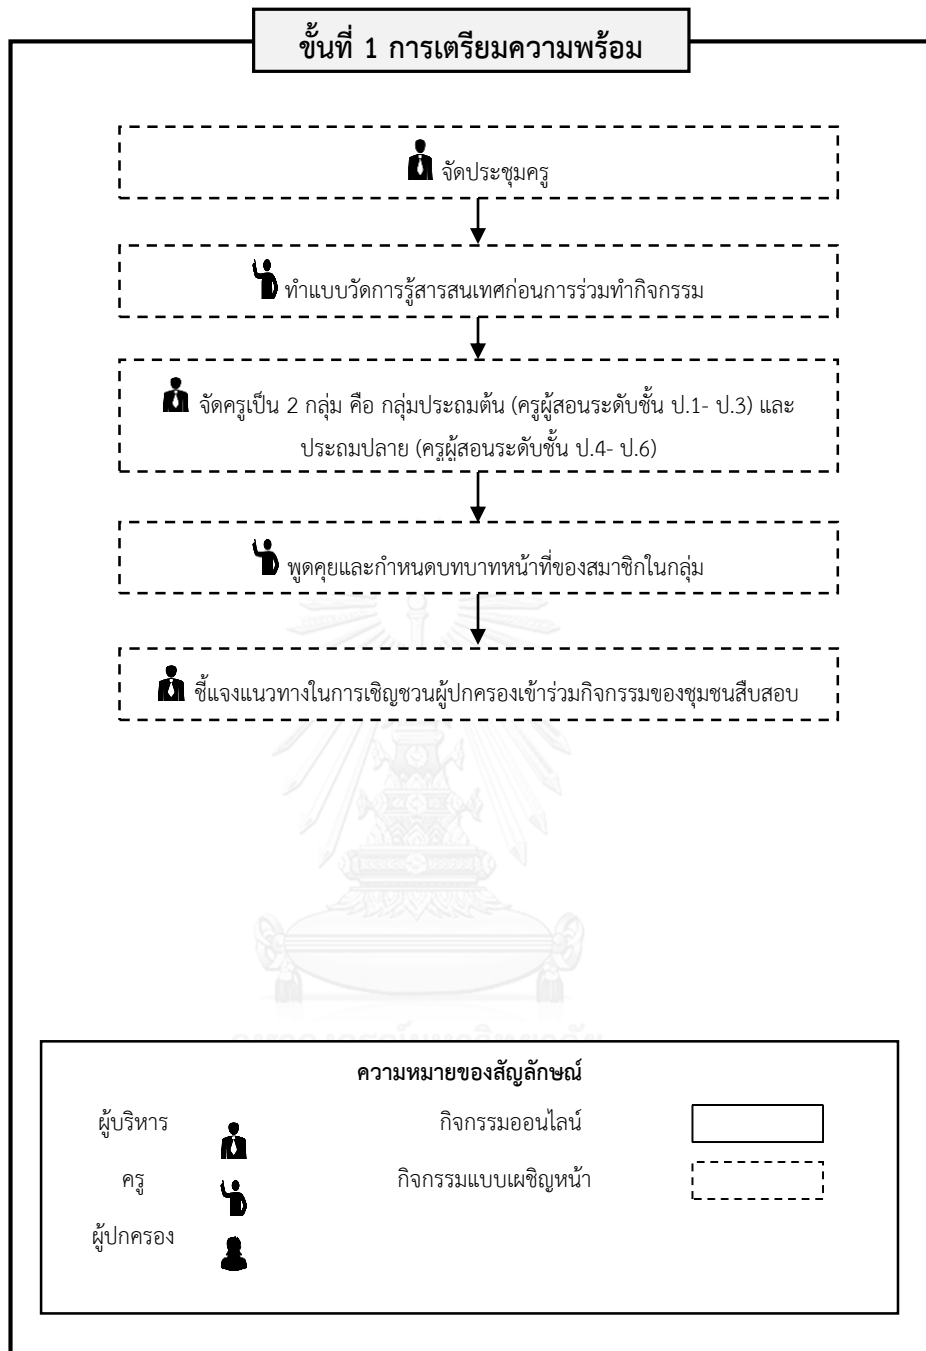 ขั้นที่ 1 การเตรียมความพร้อม
จัดประชุมครู
ทำแบบวัดการรู้สารสนเทศก่อนการร่วมทำกิจกรรม
จัดครูเป็น 2 กลุ่ม คือ กลุ่มประถมต้น (ครูผู้สอนระดับชั้น ป.1- ป.3) และ
ประถมปลาย (ครูผู้สอนระดับชั้น ป.4- ป.6)
พูดคุยและกำหนดบทบาทหน้าที่ของสมาชิกในกลุ่ม
ชี้แจงแนวทางในการเชิญชวนผู้ปกครองเข้าร่วมกิจกรรมของชุมชนสืบสอบ
ความหมายของสัญลักษณ์
ผู้บริหาร
กิจกรรมออนไลน์
ครู
กิจกรรมแบบเผชิญหน้า
ผู้ปกครอง